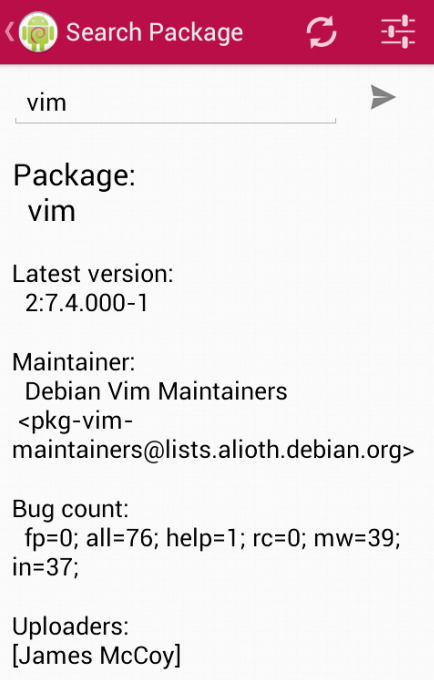 Search Package
vim
Package:
vim
Latest version:
2:7.4.000-1
Maintainer:
Debian Vim Maintainers
<pkg-vim-
maintainers@lists.alioth.debian.org>
Bug count:
fp=0; all=76; help=1; rc=0; mw=39;
in=37;
Uploaders:
[James McCoy]